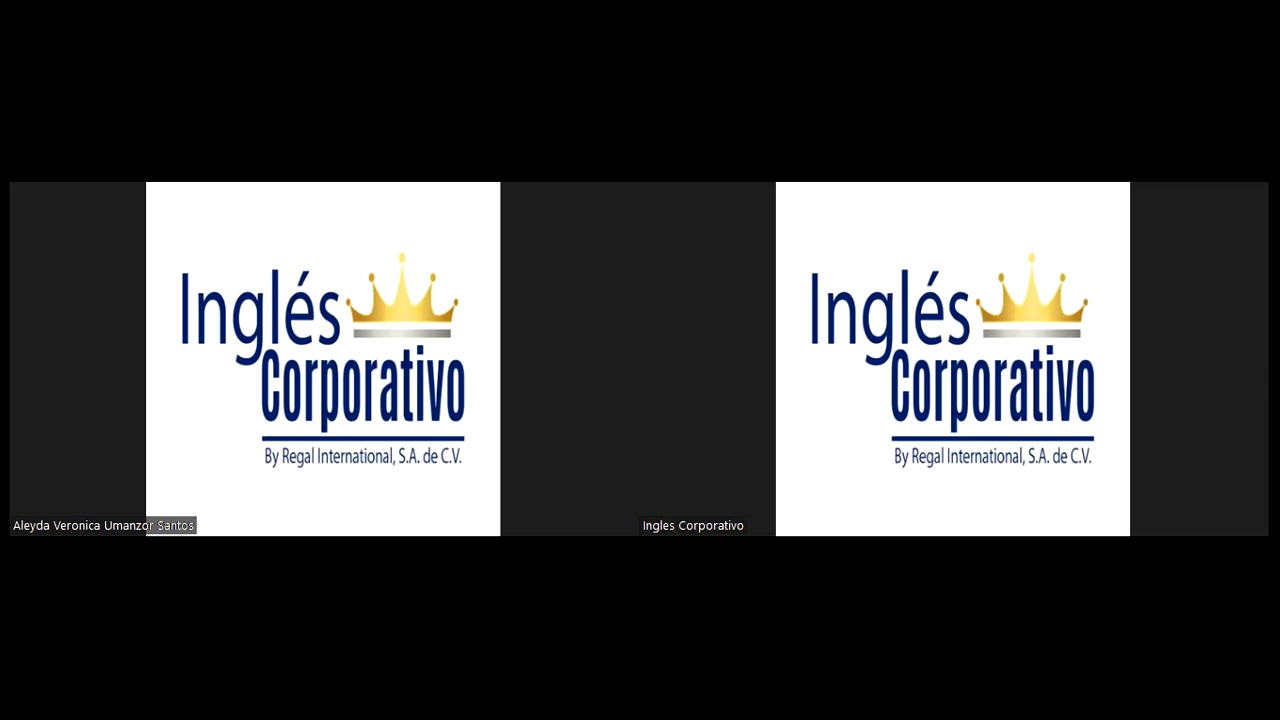 Inglés
Corporativo
By Regal International, S.A. de C.V.
Aleyda Veronica Umanzor Santos
Inglés
Corporativo
By Regal International, S.A. de C.V.
Ingles Corporativo